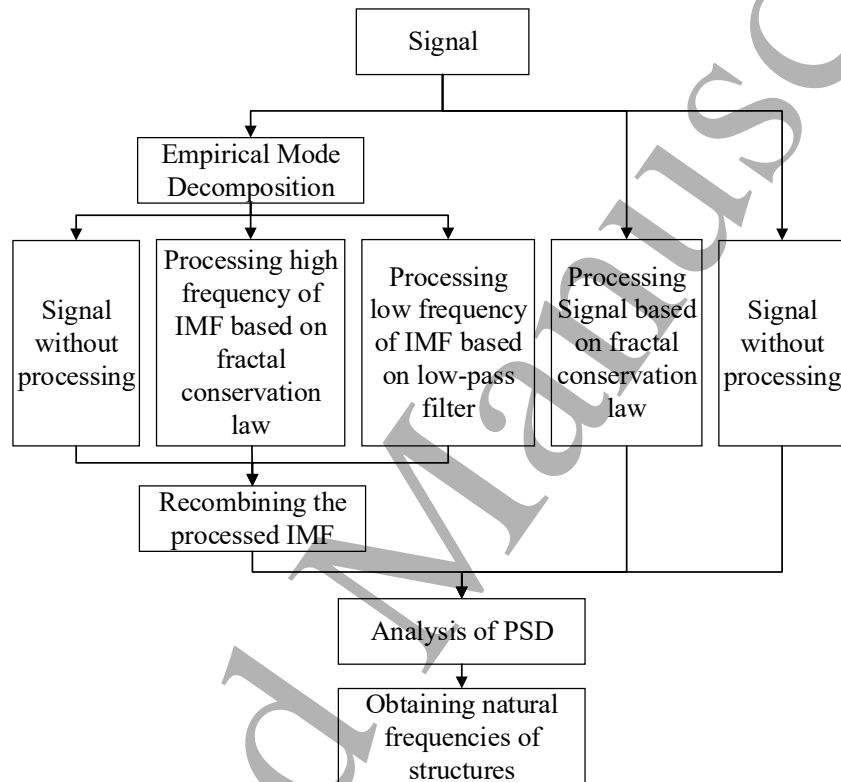 Signal
Empirical Mode
Decomposition
Signal
without
processing
Processing high
frequency of
IMF based on
fractal
conservation
law
Processing
low frequency
of IMF based
on low-pass
filter
Processing
Signal based
on fractal
conservation
law
Signal
without
processing
Recombining the
processed IMF
Analysis of PSD
Obtaining natural
frequencies of
structures
d Manusc